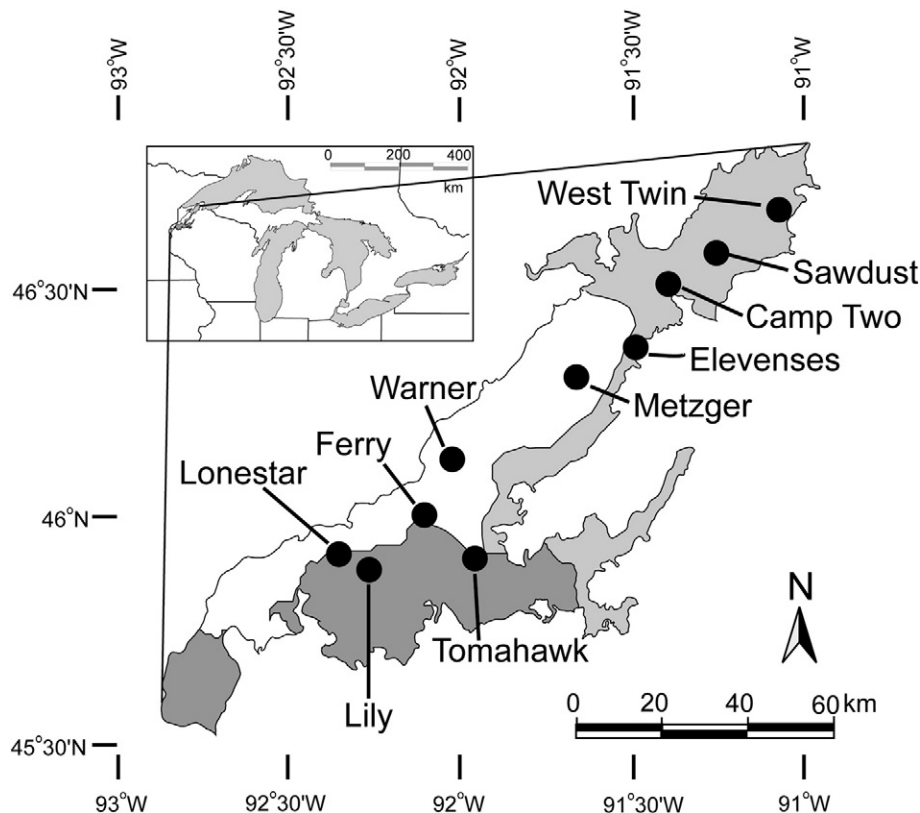 93°W
92°30'W
92°W
91°30'W
91°W
0 200 400
km
West Twin
Sawdust
46°30'N
Camp Two
Elevenses
Warner
Metzger
Ferry
Lonestar
46°N
N
Tomahawk
0 20 40 60 km
Lily
45°30'N
93°W
92°30'W
92°W
91°30'W
91°W